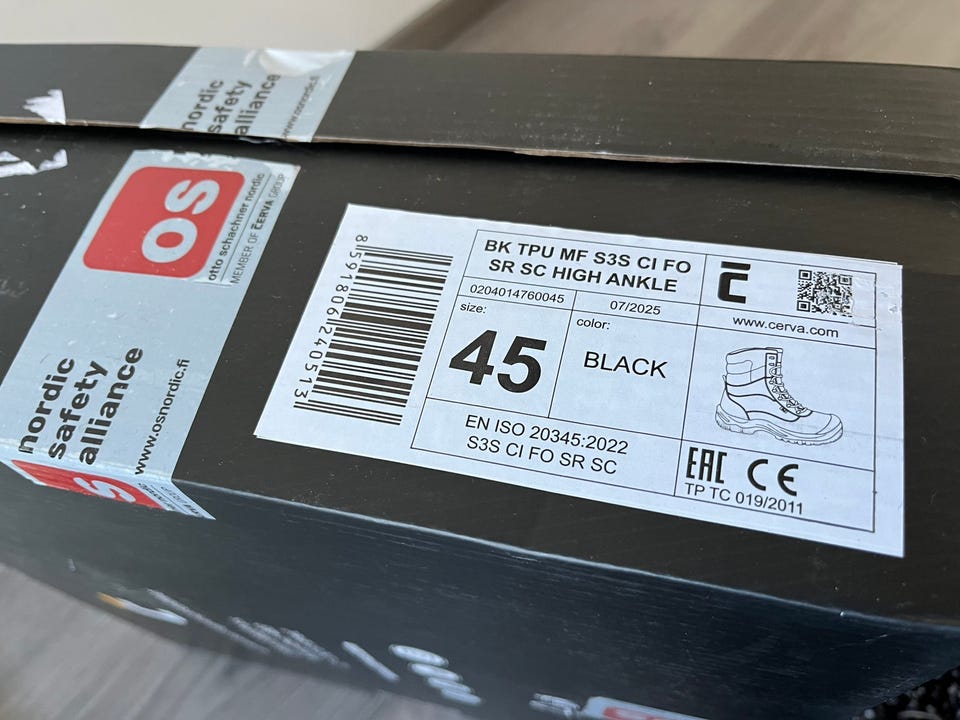 nordic
safety
alliance
www.osnordic.fi
os
otto schachner nordic
MEMBER OF CERVA GROUP
nordic
safety
alliance
www.osnordic.fi
8591806240513
BK TPU MF S3S CI FO
SR SC HIGH ANKLE
0204014760045
07/2025
size:
45
color:
BLACK
www.cerva.com
EN ISO 20345:2022
S3S CI FO SR SC
EAC CE
TP TC 019/2011